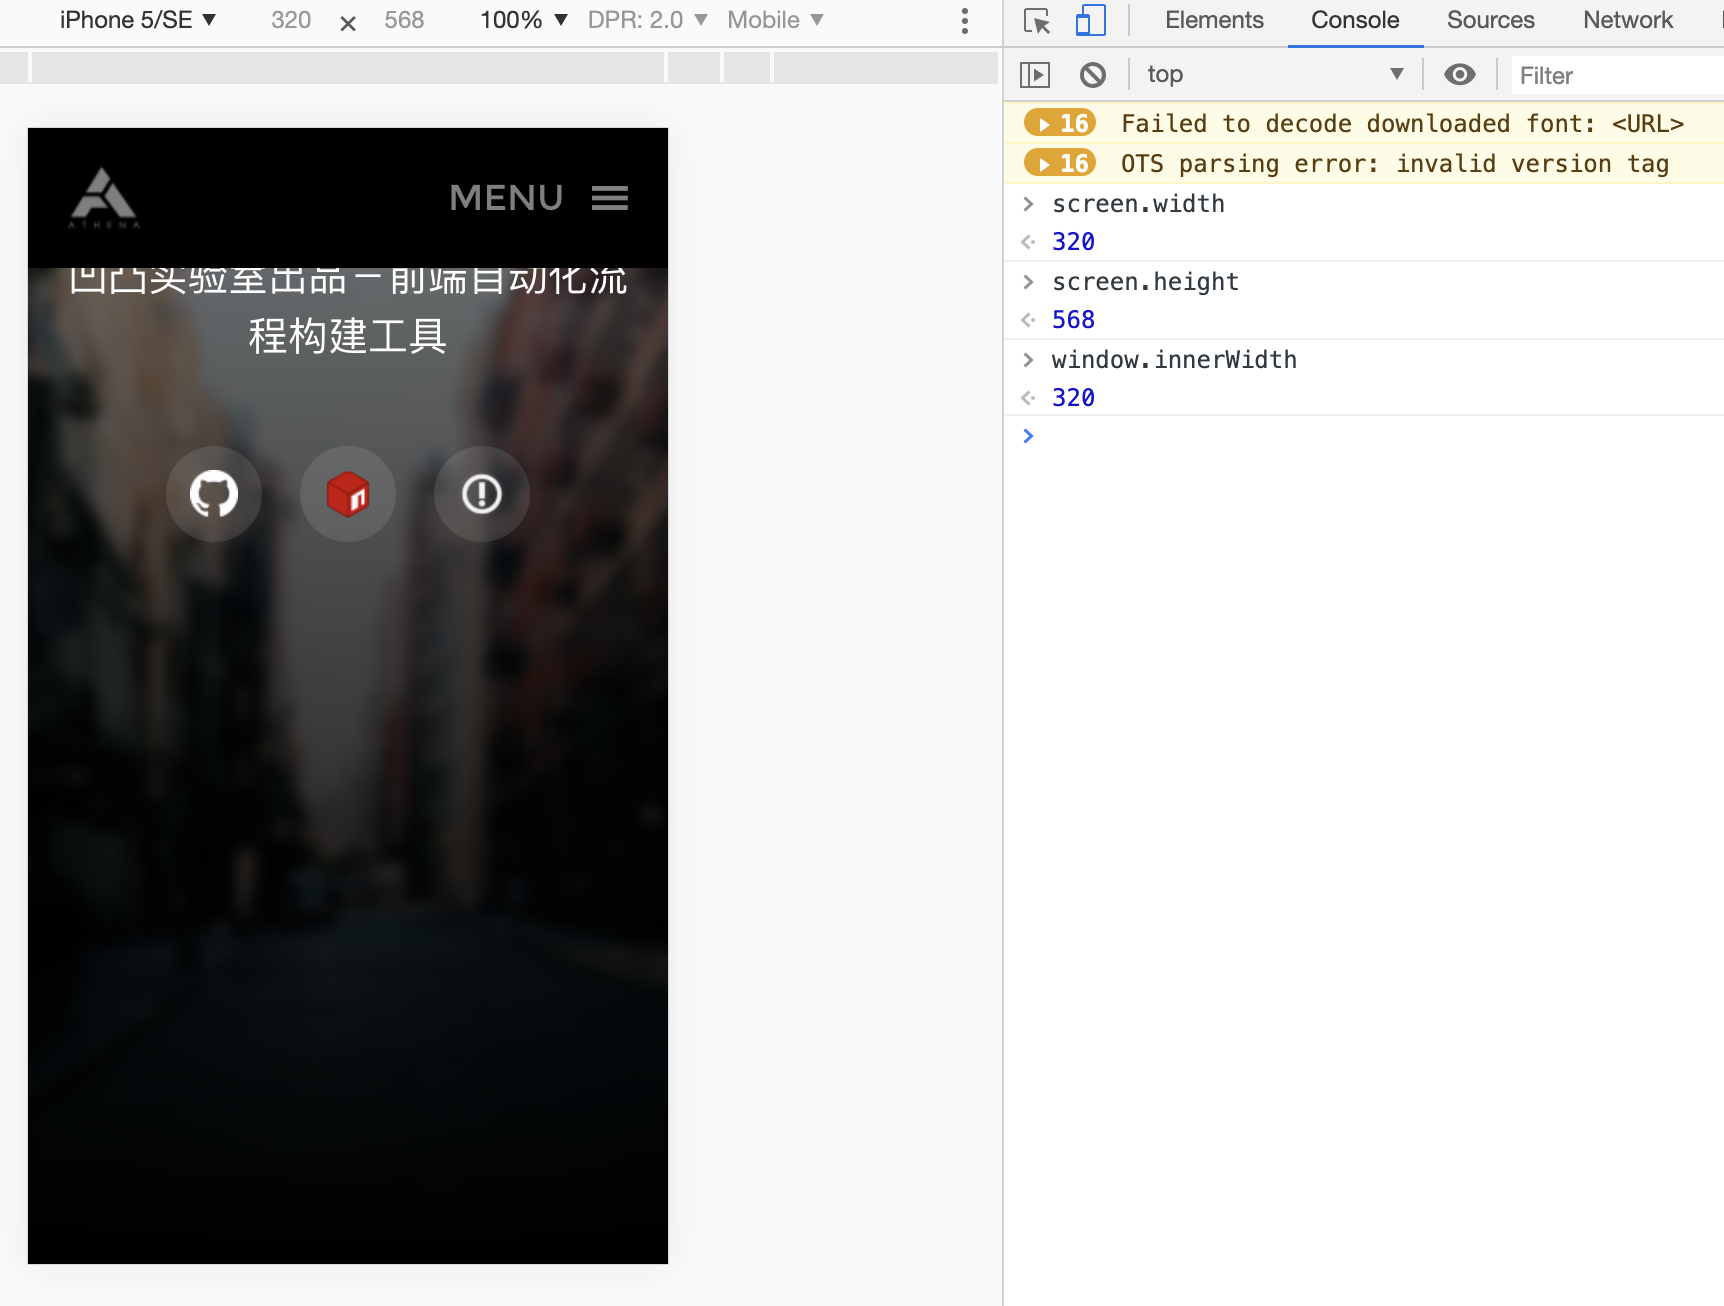 iPhone 5/SE ▼ 320 × 568 100% ▼ DPR: 2.0 ▼ Mobile ▼
ATHENA
MENU
凹凸实验室出品－前端自动化流
程构建工具
Elements Console Sources Network
top ▼ Filter
16 Failed to decode downloaded font: <URL>
16 OTS parsing error: invalid version tag
> screen.width
320
> screen.height
568
> window.innerWidth
320
>